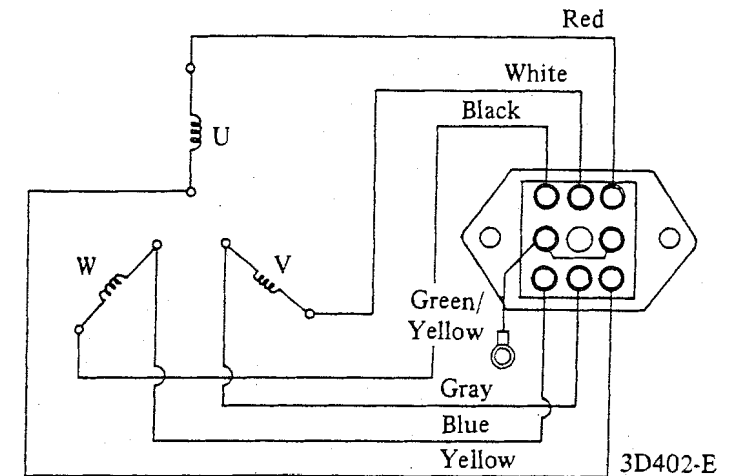 Red
White
Black
U
W
V
Green/
Yellow
Gray
Blue
Yellow
3D402-E